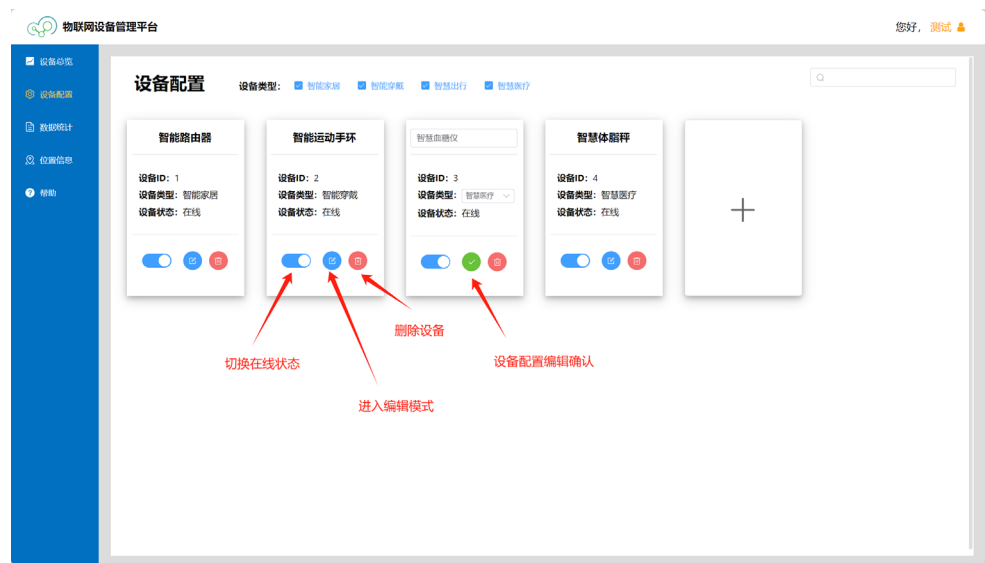 物联网设备管理平台
您好，测试
设备总览
设备配置
数据统计
位置信息
帮助
设备配置
设备类型： 智能家居 智能穿戴 智慧出行 智慧医疗
智能路由器
设备ID：1
设备类型：智能家居
设备状态：在线
智能运动手环
设备ID：2
设备类型：智能穿戴
设备状态：在线
智慧血糖仪
设备ID：3
设备类型：智慧医疗
设备状态：在线
智慧体脂秤
设备ID：4
设备类型：智慧医疗
设备状态：在线
删除设备
切换在线状态
设备配置编辑确认
进入编辑模式